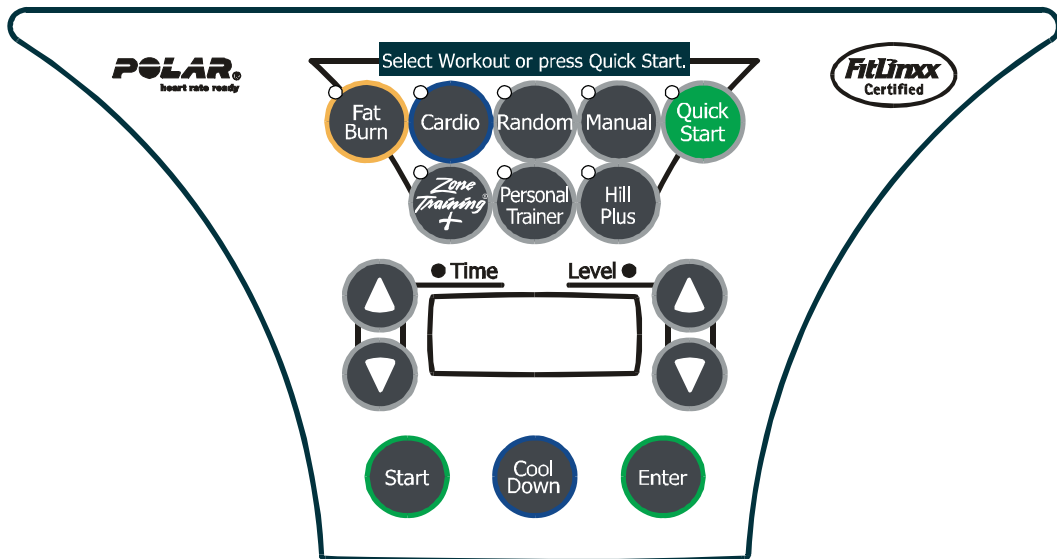 Select Workout or press Quick Start.
POLAR®
heart rate ready
FitLinxx
Certified
Fat
Burn
Cardio
Random
Manual
Quick
Start
Zone
Training®
+
Personal
Trainer
Hill
Plus
Time
Level
Start
Cool
Down
Enter